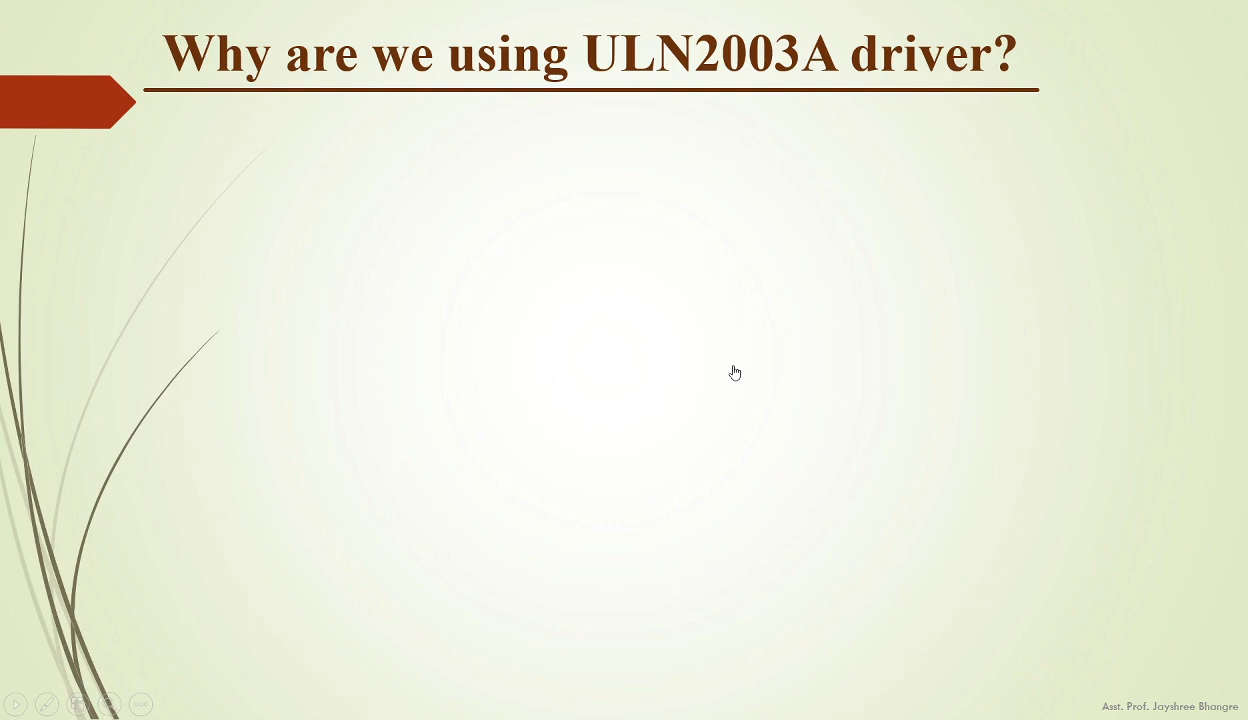 Why are we using ULN2003A driver?
Asst. Prof. Jayshree Bhangre